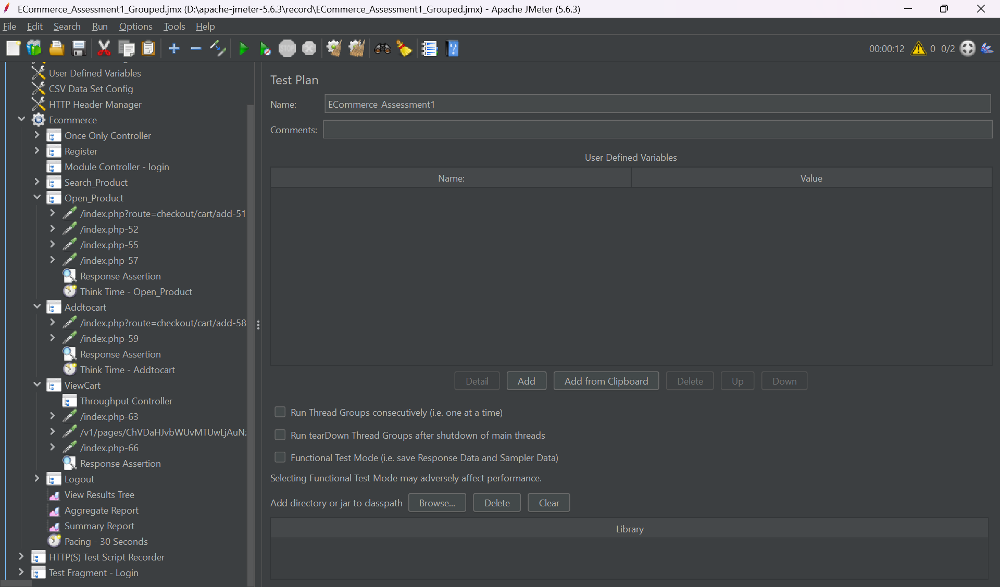 ECommerce_Assessment1_Grouped.jmx (D:\apache-jmeter-5.6.3\record\ECommerce_Assessment1_Grouped.jmx) - Apache JMeter (5.6.3)
File Edit Search Run Options Tools Help
STOP
00:00:12 0 0/2
User Defined Variables
CSV Data Set Config
HTTP Header Manager
Ecommerce
Once Only Controller
Register
Module Controller - login
Search_Product
Open_Product
/index.php?route=checkout/cart/add-51
/index.php-52
/index.php-55
/index.php-57
Response Assertion
Think Time - Open_Product
Addtocart
/index.php?route=checkout/cart/add-58
/index.php-59
Response Assertion
Think Time - Addtocart
ViewCart
Throughput Controller
/index.php-63
/v1/pages/ChVDaHJvbWUvMTUwLjAuNz
/index.php-66
Response Assertion
Logout
View Results Tree
Aggregate Report
Summary Report
Pacing - 30 Seconds
HTTP(S) Test Script Recorder
Test Fragment - Login
Test Plan
Name: ECommerce_Assessment1
Comments:
User Defined Variables
Name: Value
Detail Add Add from Clipboard Delete Up Down
Run Thread Groups consecutively (i.e. one at a time)
Run tearDown Thread Groups after shutdown of main threads
Functional Test Mode (i.e. save Response Data and Sampler Data)
Selecting Functional Test Mode may adversely affect performance.
Add directory or jar to classpath Browse... Delete Clear
Library